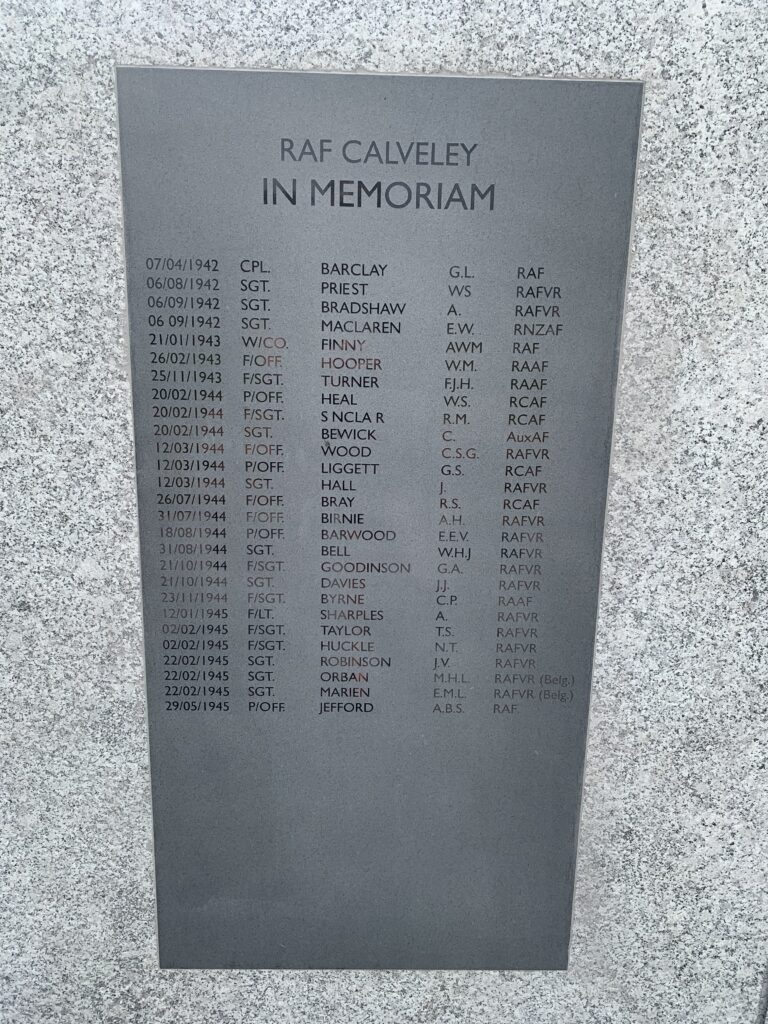 RAF CALVELEY
IN MEMORIAM
07/04/1942 CPL. BARCLAY G.L. RAF
06/08/1942 SGT. PRIEST WS RAFVR
06/09/1942 SGT. BRADSHAW A. RAFVR
06 09/1942 SGT. MACLAREN E.W. RNZAF
21/01/1943 W/CO. FINNY AWM RAF
26/02/1943 F/OFF. HOOPER W.M. RAAF
25/11/1943 F/SGT. TURNER F.J.H. RAAF
20/02/1944 P/OFF. HEAL W.S. RCAF
20/02/1944 F/SGT. S NCLA R R.M. RCAF
20/02/1944 SGT. BEWICK C. AuxAF
12/03/1944 F/OFF. WOOD C.S.G. RAFVR
12/03/1944 P/OFF. LIGGETT G.S. RCAF
12/03/1944 SGT. HALL J. RAFVR
26/07/1944 F/OFF. BRAY R.S. RCAF
31/07/1944 F/OFF. BIRNIE A.H. RAFVR
18/08/1944 P/OFF. BARWOOD E.E.V. RAFVR
31/08/1944 SGT. BELL W.H.J RAFVR
21/10/1944 F/SGT. GOODINSON G.A. RAFVR
21/10/1944 SGT. DAVIES J.J. RAFVR
23/11/1944 F/SGT. BYRNE C.P. RAAF
12/01/1945 F/LT. SHARPLES A. RAFVR
02/02/1945 F/SGT. TAYLOR T.S. RAFVR
02/02/1945 F/SGT. HUCKLE N.T. RAFVR
22/02/1945 SGT. ROBINSON J.V. RAFVR
22/02/1945 SGT. ORBAN M.H.L. RAFVR (Belg.)
22/02/1945 SGT. MARIEN E.M.L. RAFVR (Belg.)
29/05/1945 P/OFF. JEFFORD A.B.S. RAF